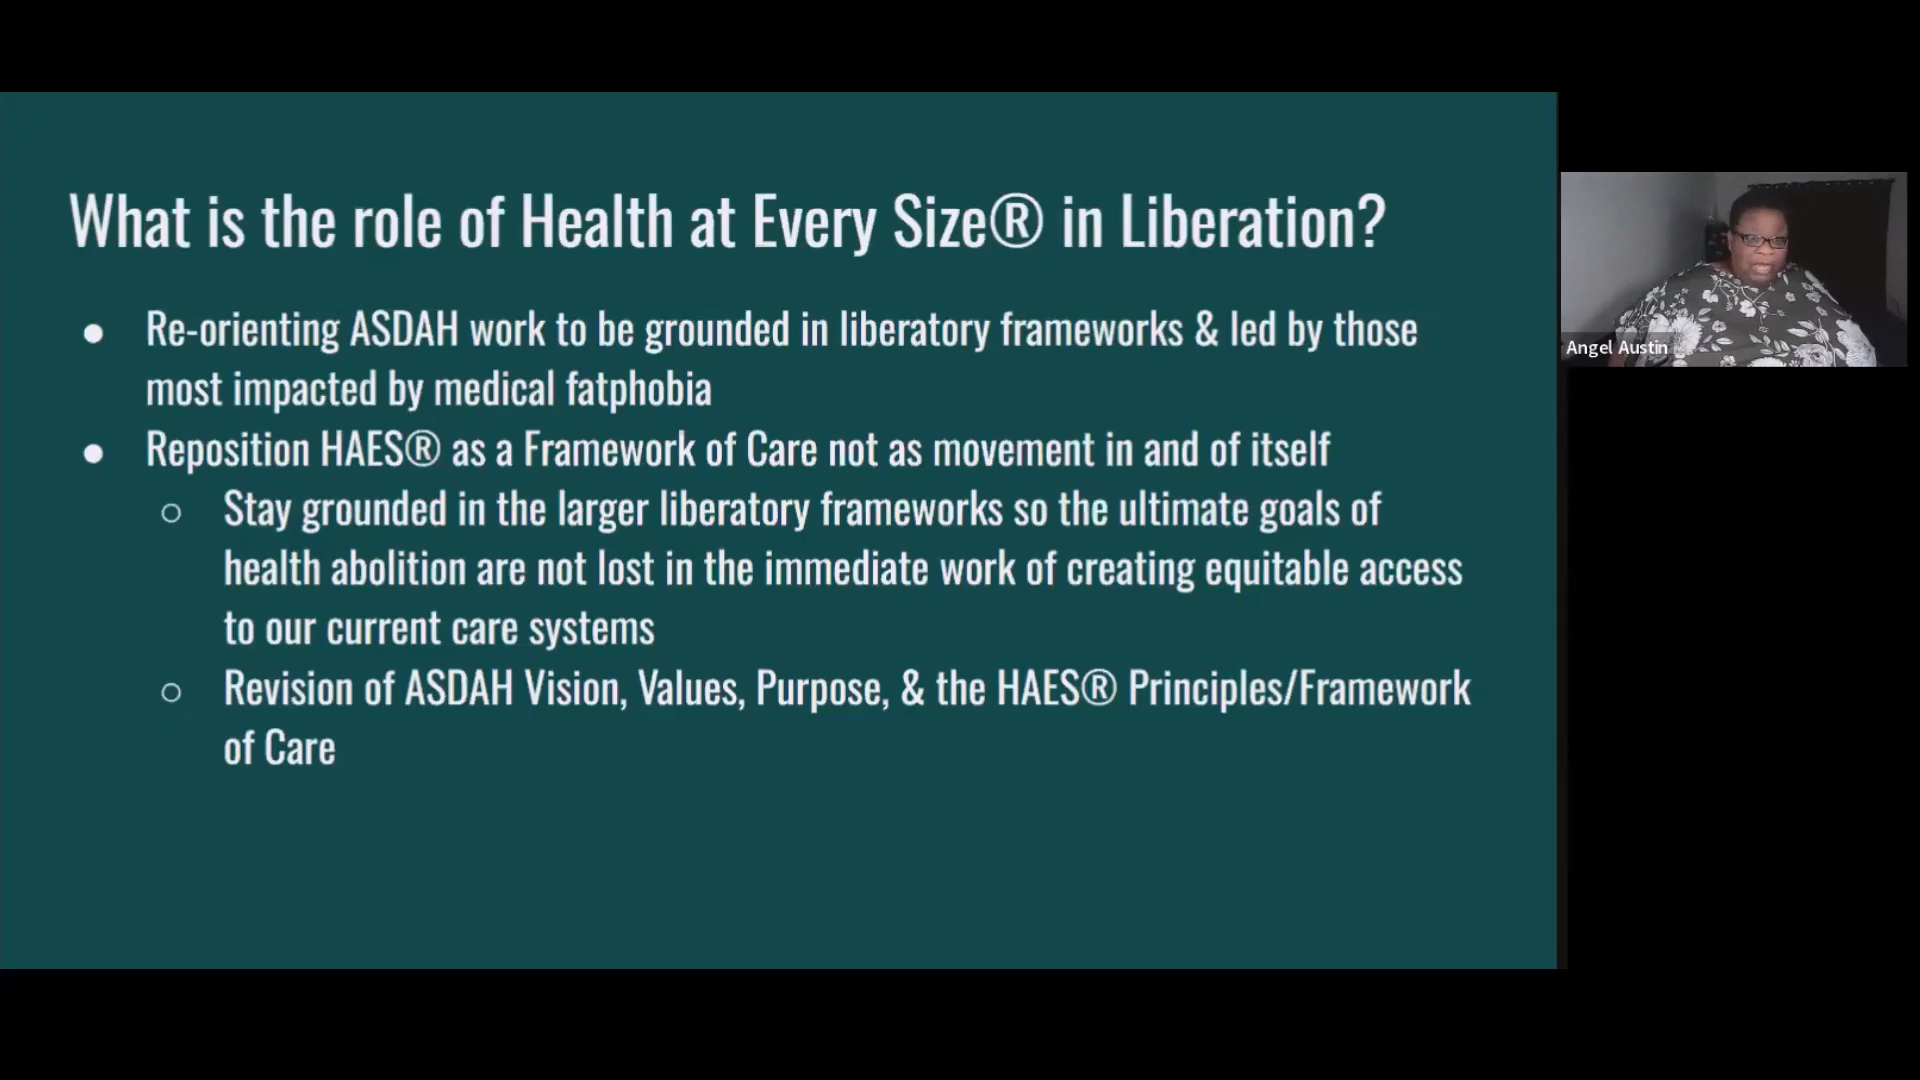 What is the role of Health at Every Size® in Liberation?
● Re-orienting ASDAH work to be grounded in liberatory frameworks & led by those
most impacted by medical fatphobia
● Reposition HAES® as a Framework of Care not as movement in and of itself
○ Stay grounded in the larger liberatory frameworks so the ultimate goals of
health abolition are not lost in the immediate work of creating equitable access
to our current care systems
○ Revision of ASDAH Vision, Values, Purpose, & the HAES® Principles/Framework
of Care
Angel Austin